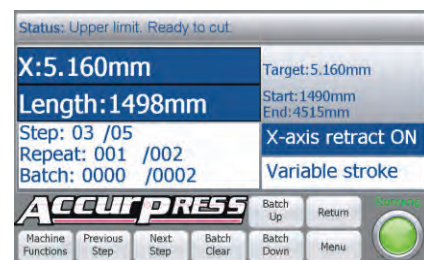 Status: Upper limit. Ready to cut.
X:5.160mm
Target:5.160mm
Length:1498mm
Start:1490mm
End:4515mm
Step: 03 /05
Repeat: 001 /002
Batch: 0000 /0002
X-axis retract ON
Variable stroke
ACCURPRESS
Batch Up
Return
Running
Machine Functions
Previous Step
Next Step
Batch Clear
Batch Down
Menu